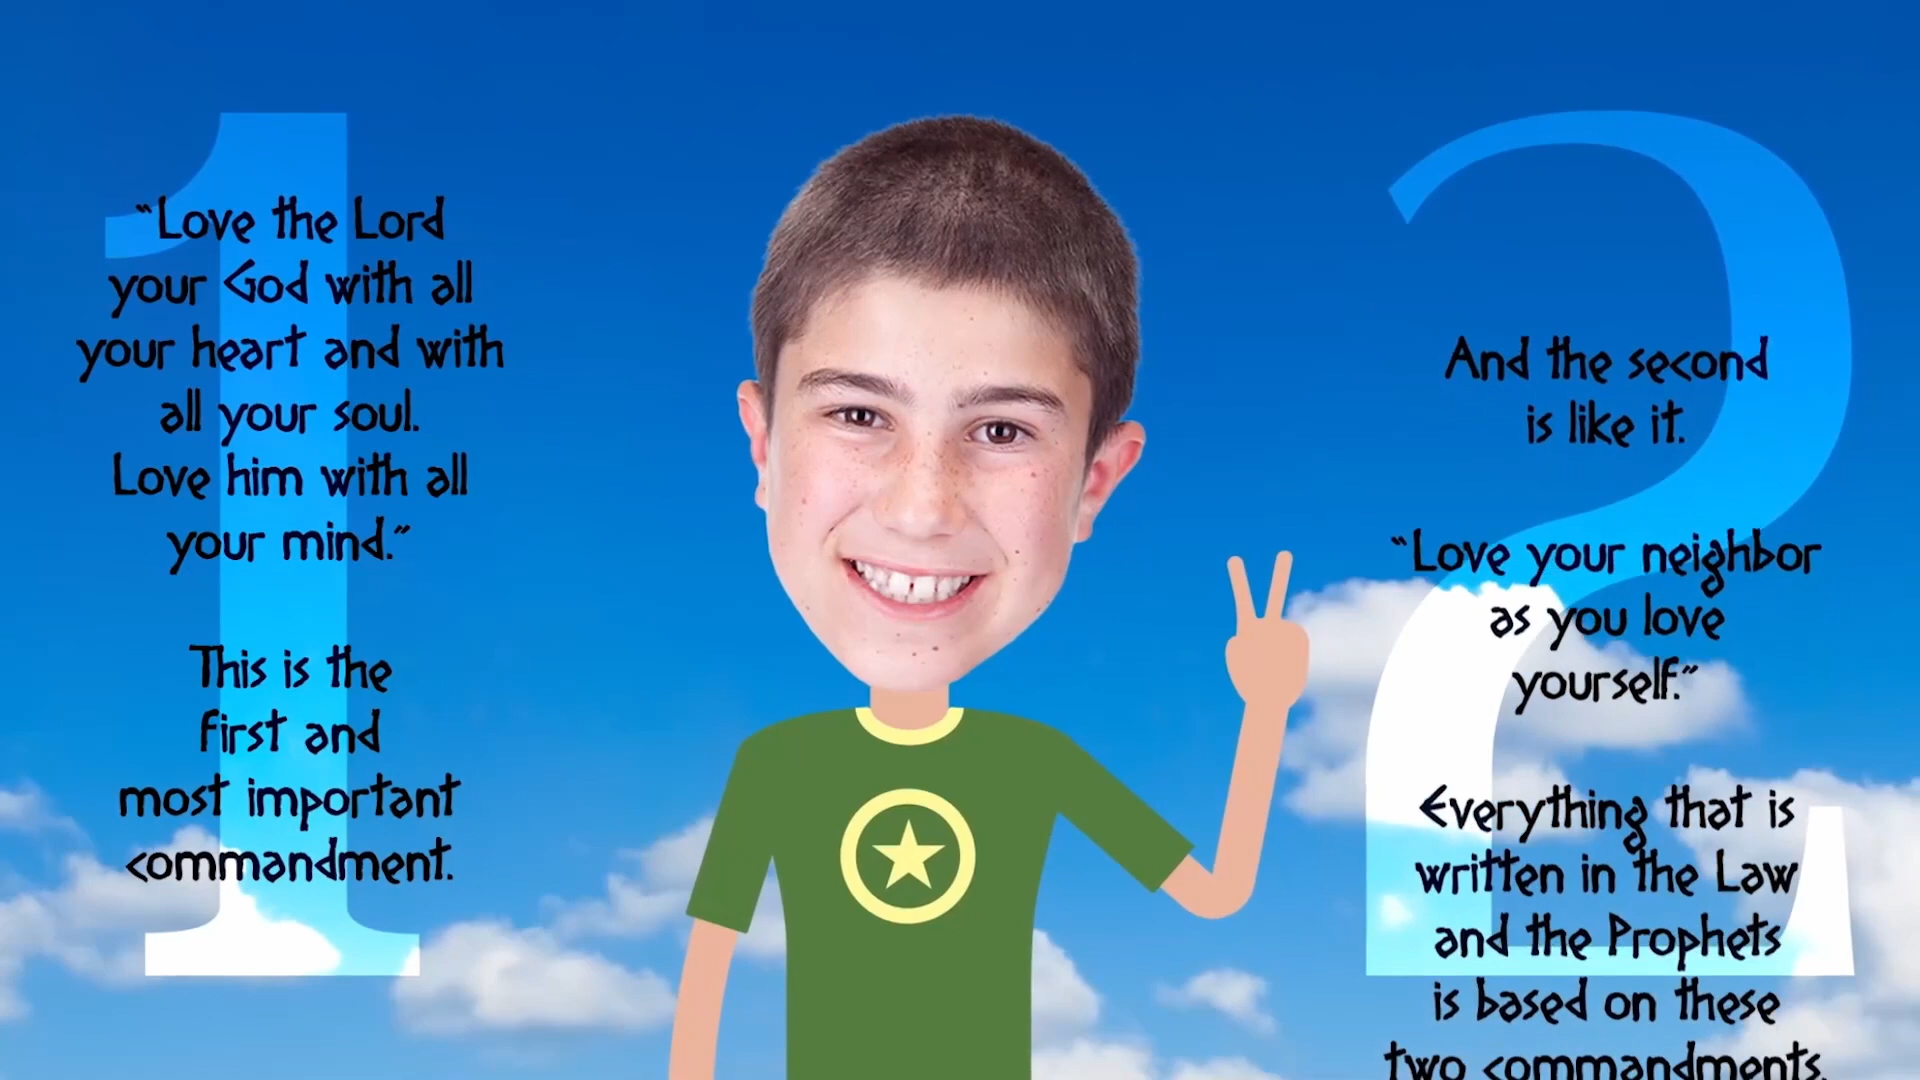 1
“Love the Lord
your God with all
your heart and with
all your soul.
Love him with all
your mind.”
This is the
first and
most important
commandment.
2
And the second
is like it.
“Love your neighbor
as you love
yourself.”
Everything that is
written in the Law
and the Prophets
is based on these
two commandments.